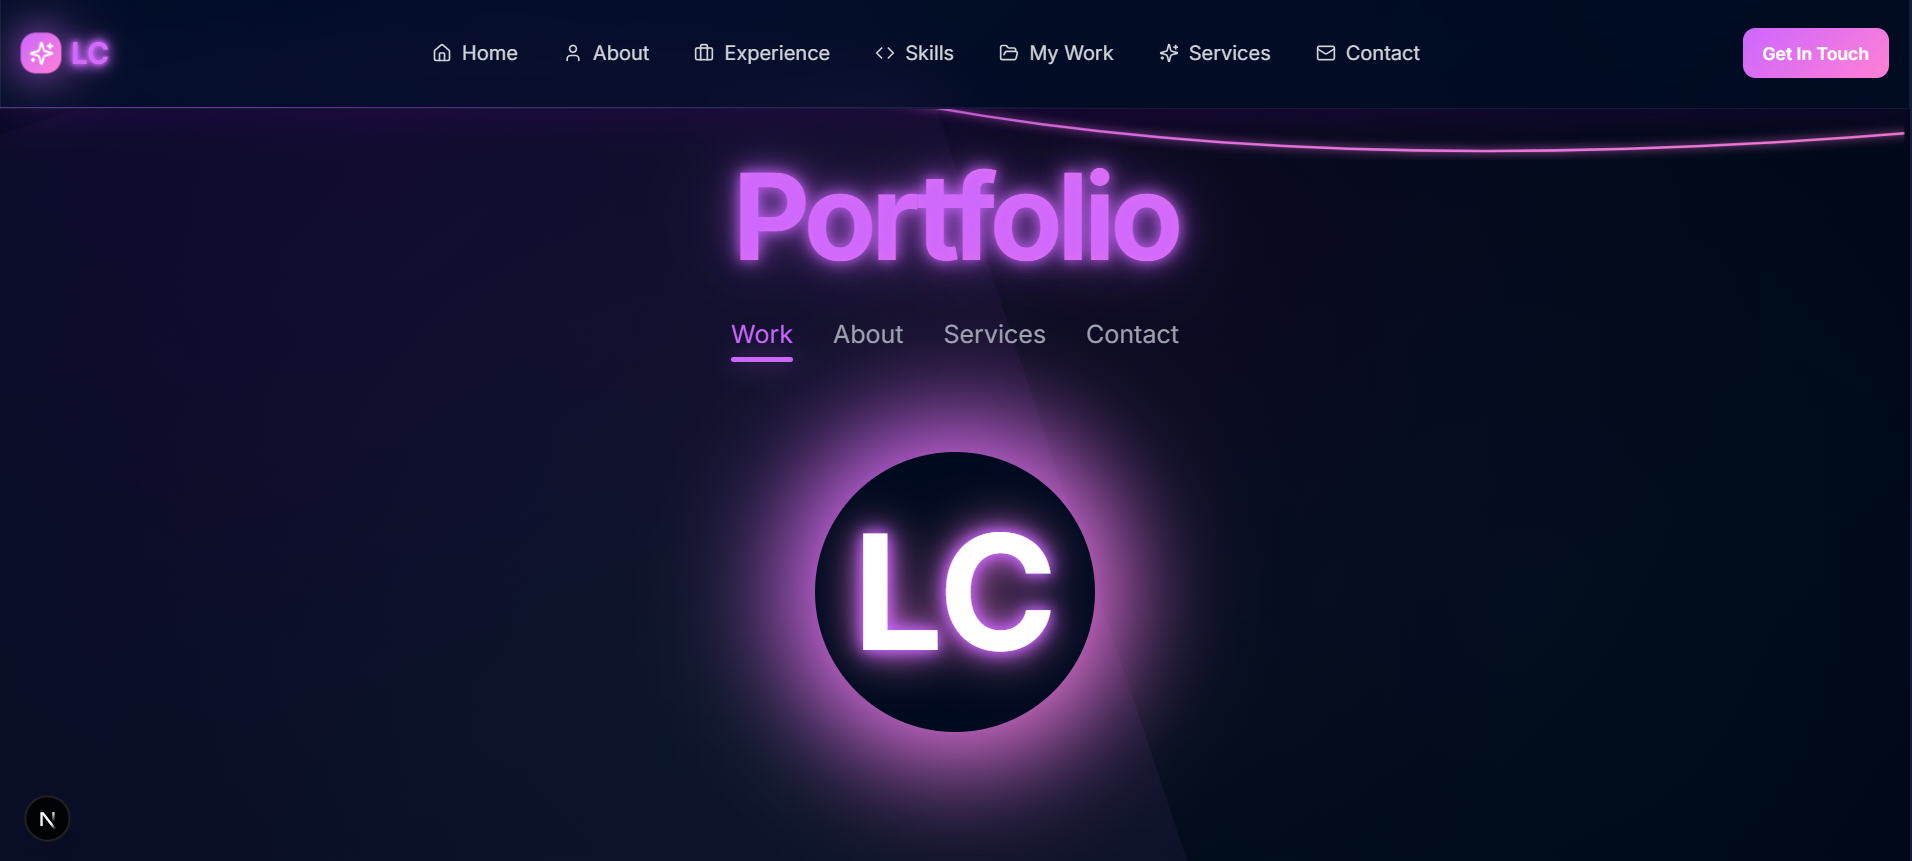 LC Home About Experience Skills My Work Services Contact Get In Touch
Portfolio
Work About Services Contact
LC
N